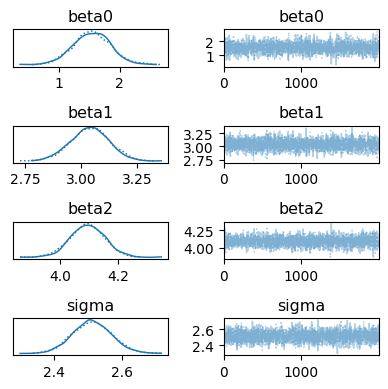 beta0 beta0
2
1
1 2 0 1000
beta1 beta1
3.25
3.00
2.75
2.75 3.00 3.25 0 1000
beta2 beta2
4.25
4.00
4.0 4.2 0 1000
sigma sigma
2.6
2.4
2.4 2.6 0 1000